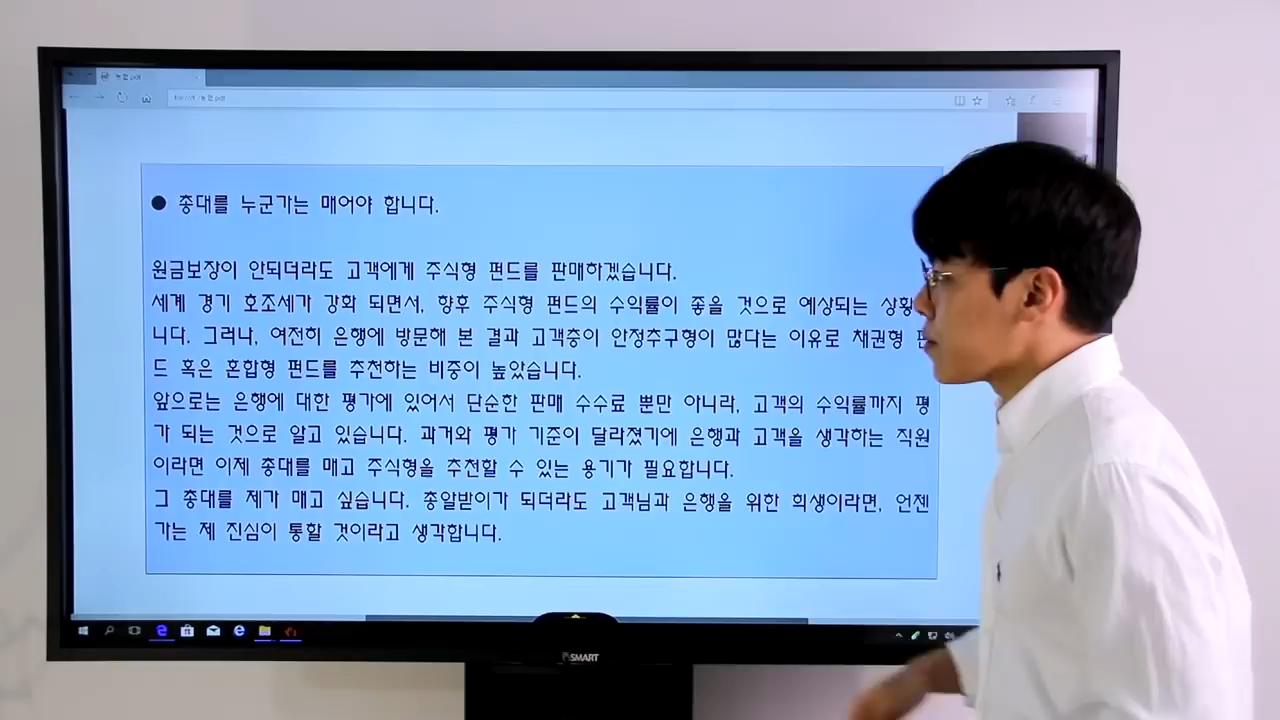 농협.pdf
농협.pdf
● 총대를 누군가는 매어야 합니다.
원금보장이 안되더라도 고객에게 주식형 펀드를 판매하겠습니다.
세계 경기 호조세가 강화 되면서, 향후 주식형 펀드의 수익률이 좋을 것으로 예상되는 상황
니다. 그러나, 여전히 은행에 방문해 본 결과 고객층이 안정추구형이 많다는 이유로 채권형 펀
드 혹은 혼합형 펀드를 추천하는 비중이 높았습니다.
앞으로는 은행에 대한 평가에 있어서 단순한 판매 수수료 뿐만 아니라, 고객의 수익률까지 평
가 되는 것으로 알고 있습니다. 과거와 평가 기준이 달라졌기에 은행과 고객을 생각하는 직원
이라면 이제 총대를 매고 주식형을 추천할 수 있는 용기가 필요합니다.
그 총대를 제가 매고 싶습니다. 총알받이가 되더라도 고객님과 은행을 위한 희생이라면, 언젠
가는 제 진심이 통할 것이라고 생각합니다.
SMART